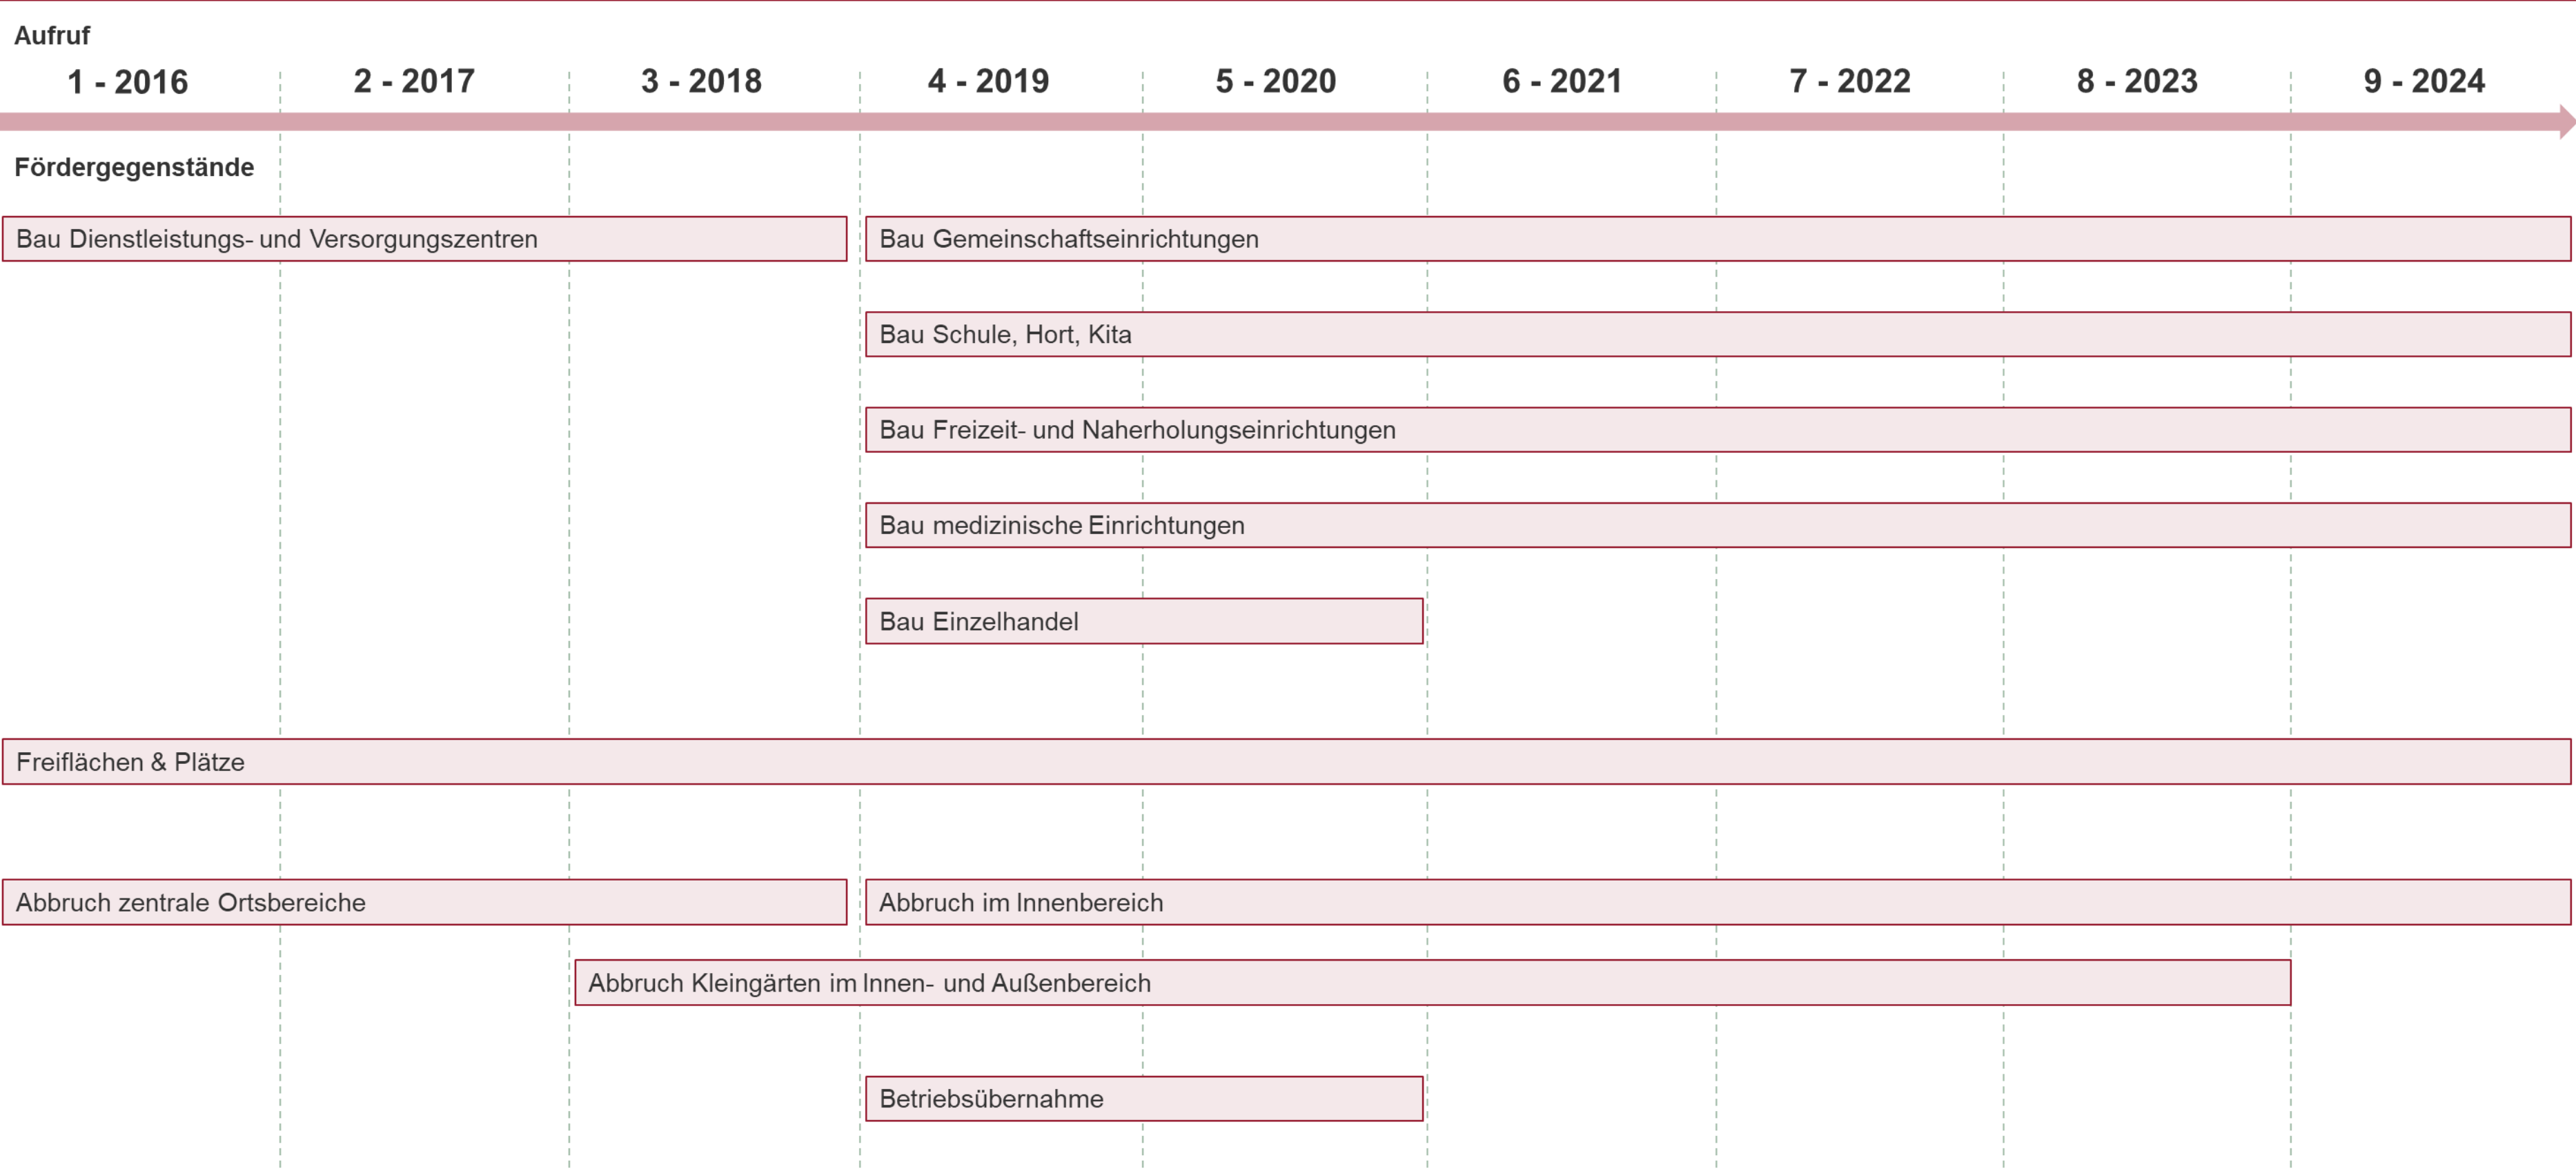 Aufruf
1 - 2016 2 - 2017 3 - 2018 4 - 2019 5 - 2020 6 - 2021 7 - 2022 8 - 2023 9 - 2024
Fördergegenstände
Bau Dienstleistungs- und Versorgungszentren
Bau Gemeinschaftseinrichtungen
Bau Schule, Hort, Kita
Bau Freizeit- und Naherholungseinrichtungen
Bau medizinische Einrichtungen
Bau Einzelhandel
Freiflächen & Plätze
Abbruch zentrale Ortsbereiche
Abbruch im Innenbereich
Abbruch Kleingärten im Innen- und Außenbereich
Betriebsübernahme